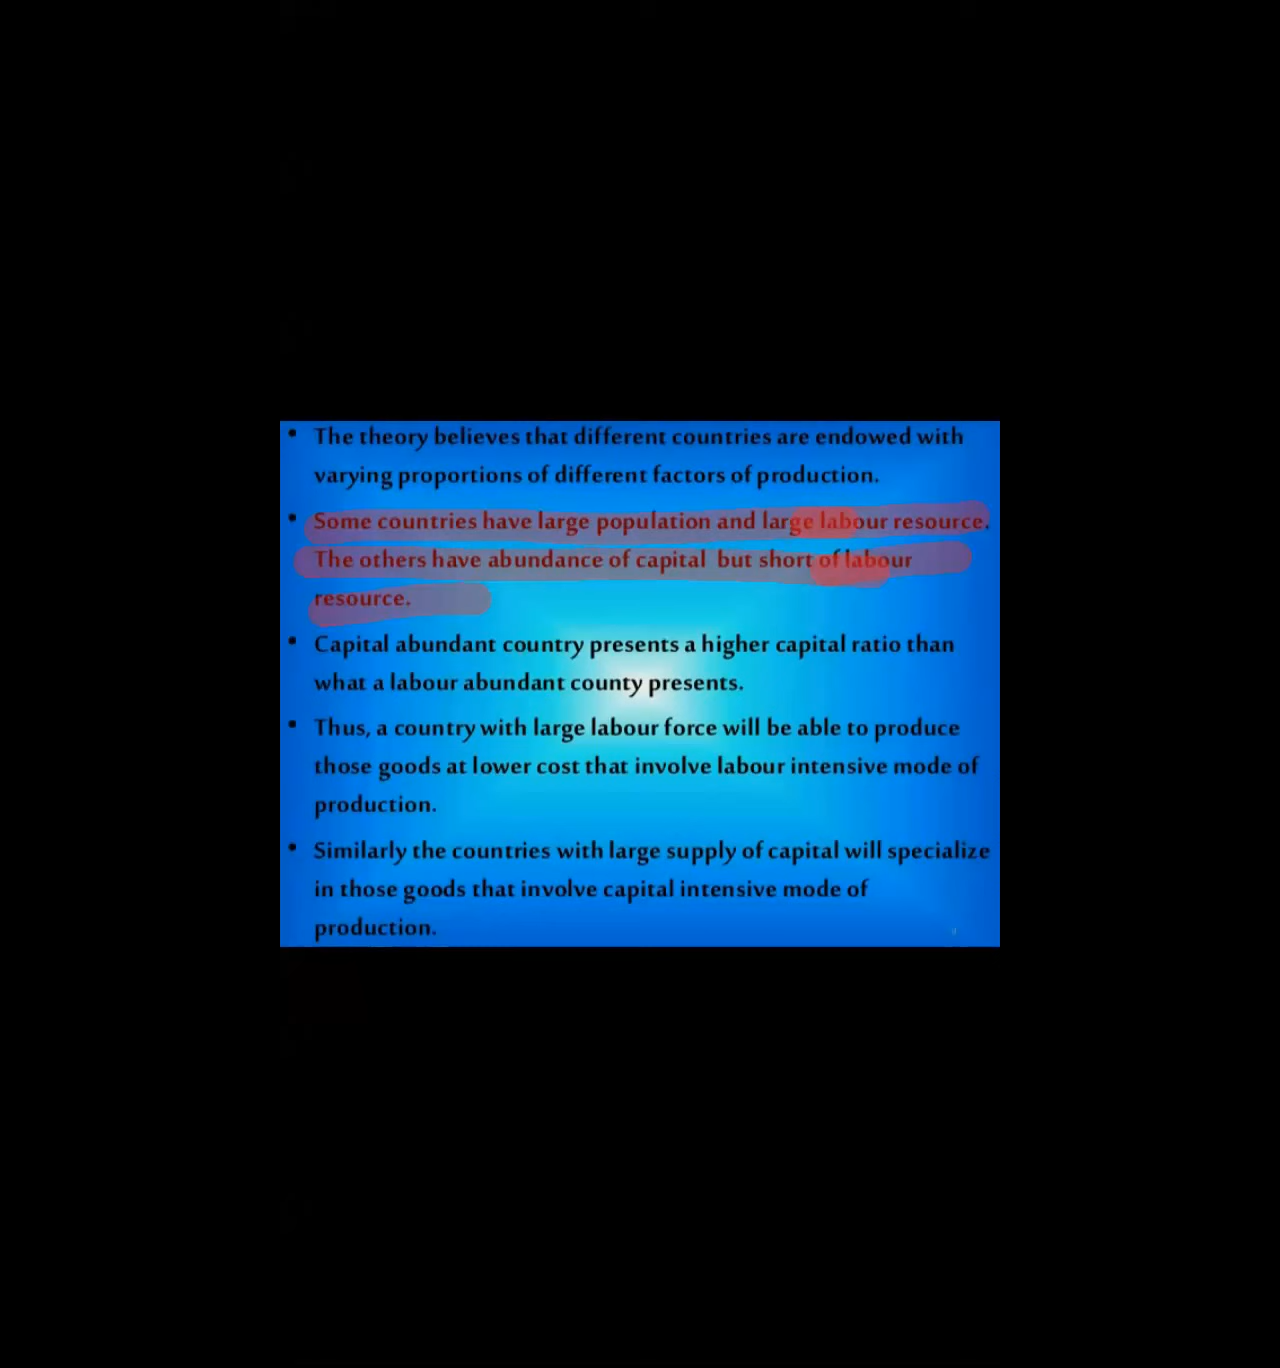 • The theory believes that different countries are endowed with
varying proportions of different factors of production.
• Some countries have large population and large labour resource.
The others have abundance of capital but short of labour
resource.
• Capital abundant country presents a higher capital ratio than
what a labour abundant county presents.
• Thus, a country with large labour force will be able to produce
those goods at lower cost that involve labour intensive mode of
production.
• Similarly the countries with large supply of capital will specialize
in those goods that involve capital intensive mode of
production.